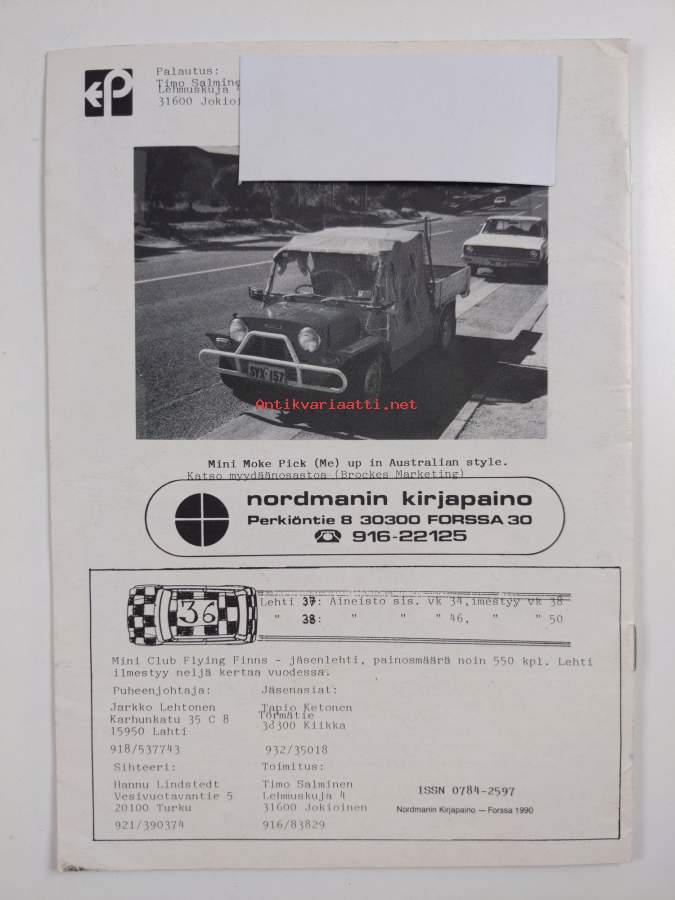 Palautus:
Timo Salmine
Lehmuskuja
31600 Jokioi
SYX·157
Antikvariaatti.net
Mini Moke Pick (Me) up in Australian style.
Katso myydäänosastoa (Brockes Marketing)
nordmanin kirjapaino
Perkiöntie 8 30300 FORSSA 30
916-22125
36
Lehti 37: Aineisto sis. vk 34,imestyy vk 38
" 38: " " " 46, " " 50
Mini Club Flying Finns - jäsenlehti, painosmäärä noin 550 kpl. Lehti
ilmestyy neljä kertaa vuodessa.
Puheenjohtaja: Jäsenasiat:
Jarkko Lehtonen Tapio Ketonen
Karhunkatu 35 C 8 Törmätie
15950 Lahti 38300 Kiikka
918/537743 932/35018
Sihteeri: Toimitus:
Hannu Lindstedt Timo Salminen
Vesivuotavantie 5 Lehmuskuja 4
20100 Turku 31600 Jokioinen
921/390374 916/83829
ISSN 0784-2597
Nordmanin Kirjapaino — Forssa 1990